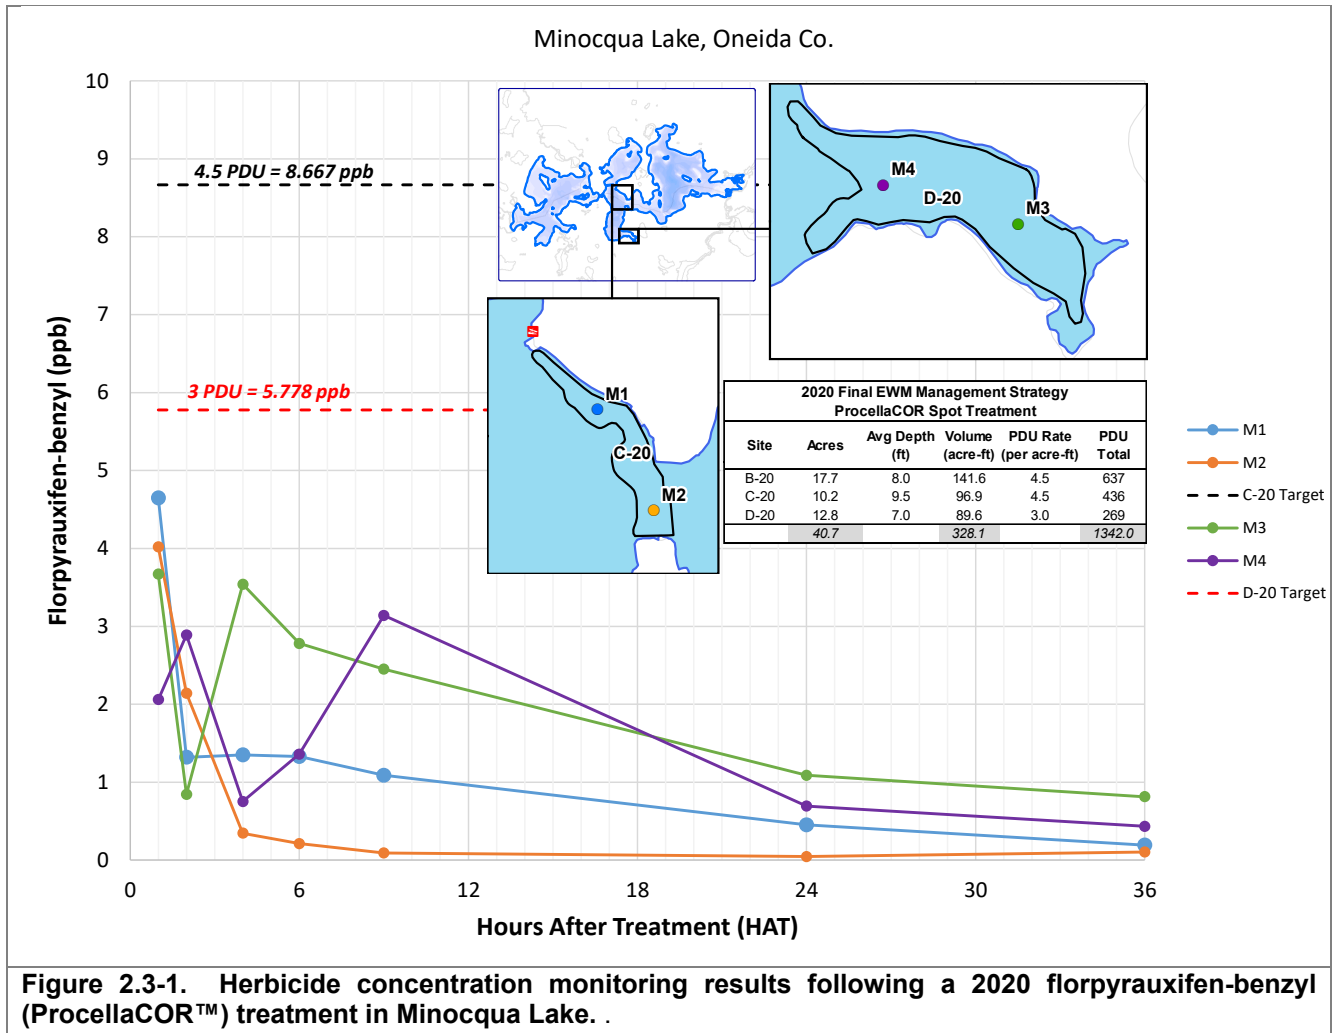 Minocqua Lake, Oneida Co.
10
9
8
7
6
5
4
3
2
1
0
Florpyrauxifen-benzyl (ppb)
4.5 PDU = 8.667 ppb
3 PDU = 5.778 ppb
M4
D-20
M3
M1
C-20
M2
2020 Final EWM Management Strategy
ProcellaCOR Spot Treatment
Site Acres Avg Depth (ft) Volume (acre-ft) PDU Rate (per acre-ft) PDU Total
B-20 17.7 8.0 141.6 4.5 637
C-20 10.2 9.5 96.9 4.5 436
D-20 12.8 7.0 89.6 3.0 269
40.7 328.1 1342.0
M1
M2
C-20 Target
M3
M4
D-20 Target
0 6 12 18 24 30 36
Hours After Treatment (HAT)
Figure 2.3-1. Herbicide concentration monitoring results following a 2020 florpyrauxifen-benzyl
(ProcellaCOR™) treatment in Minocqua Lake. .